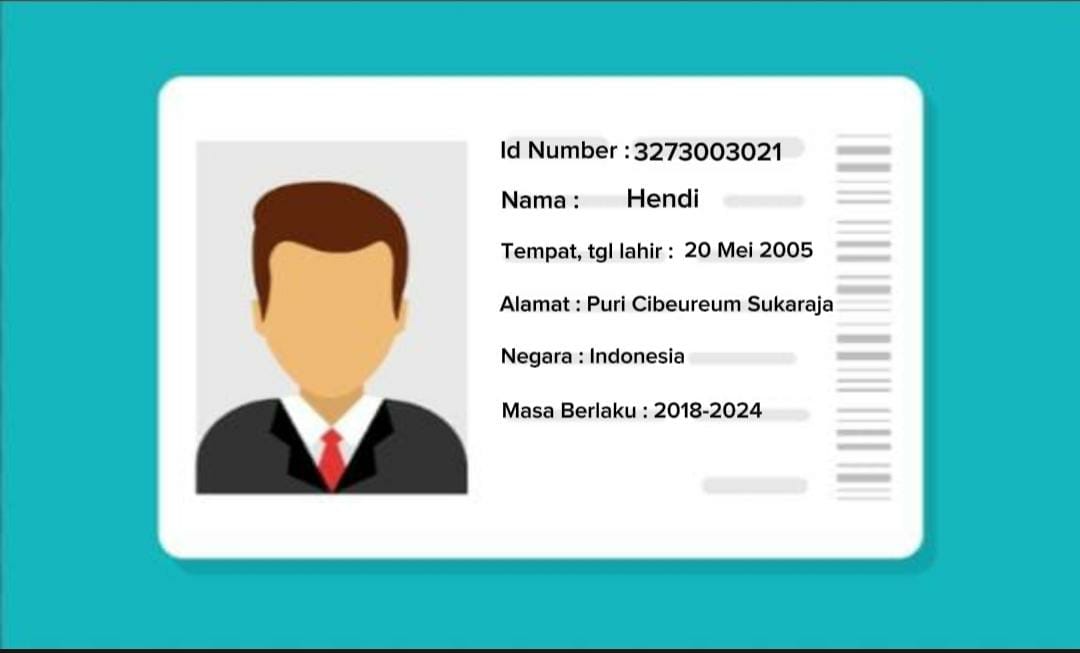 Id Number : 3273003021
Nama : Hendi
Tempat, tgl lahir : 20 Mei 2005
Alamat : Puri Cibeureum Sukaraja
Negara : Indonesia
Masa Berlaku : 2018-2024